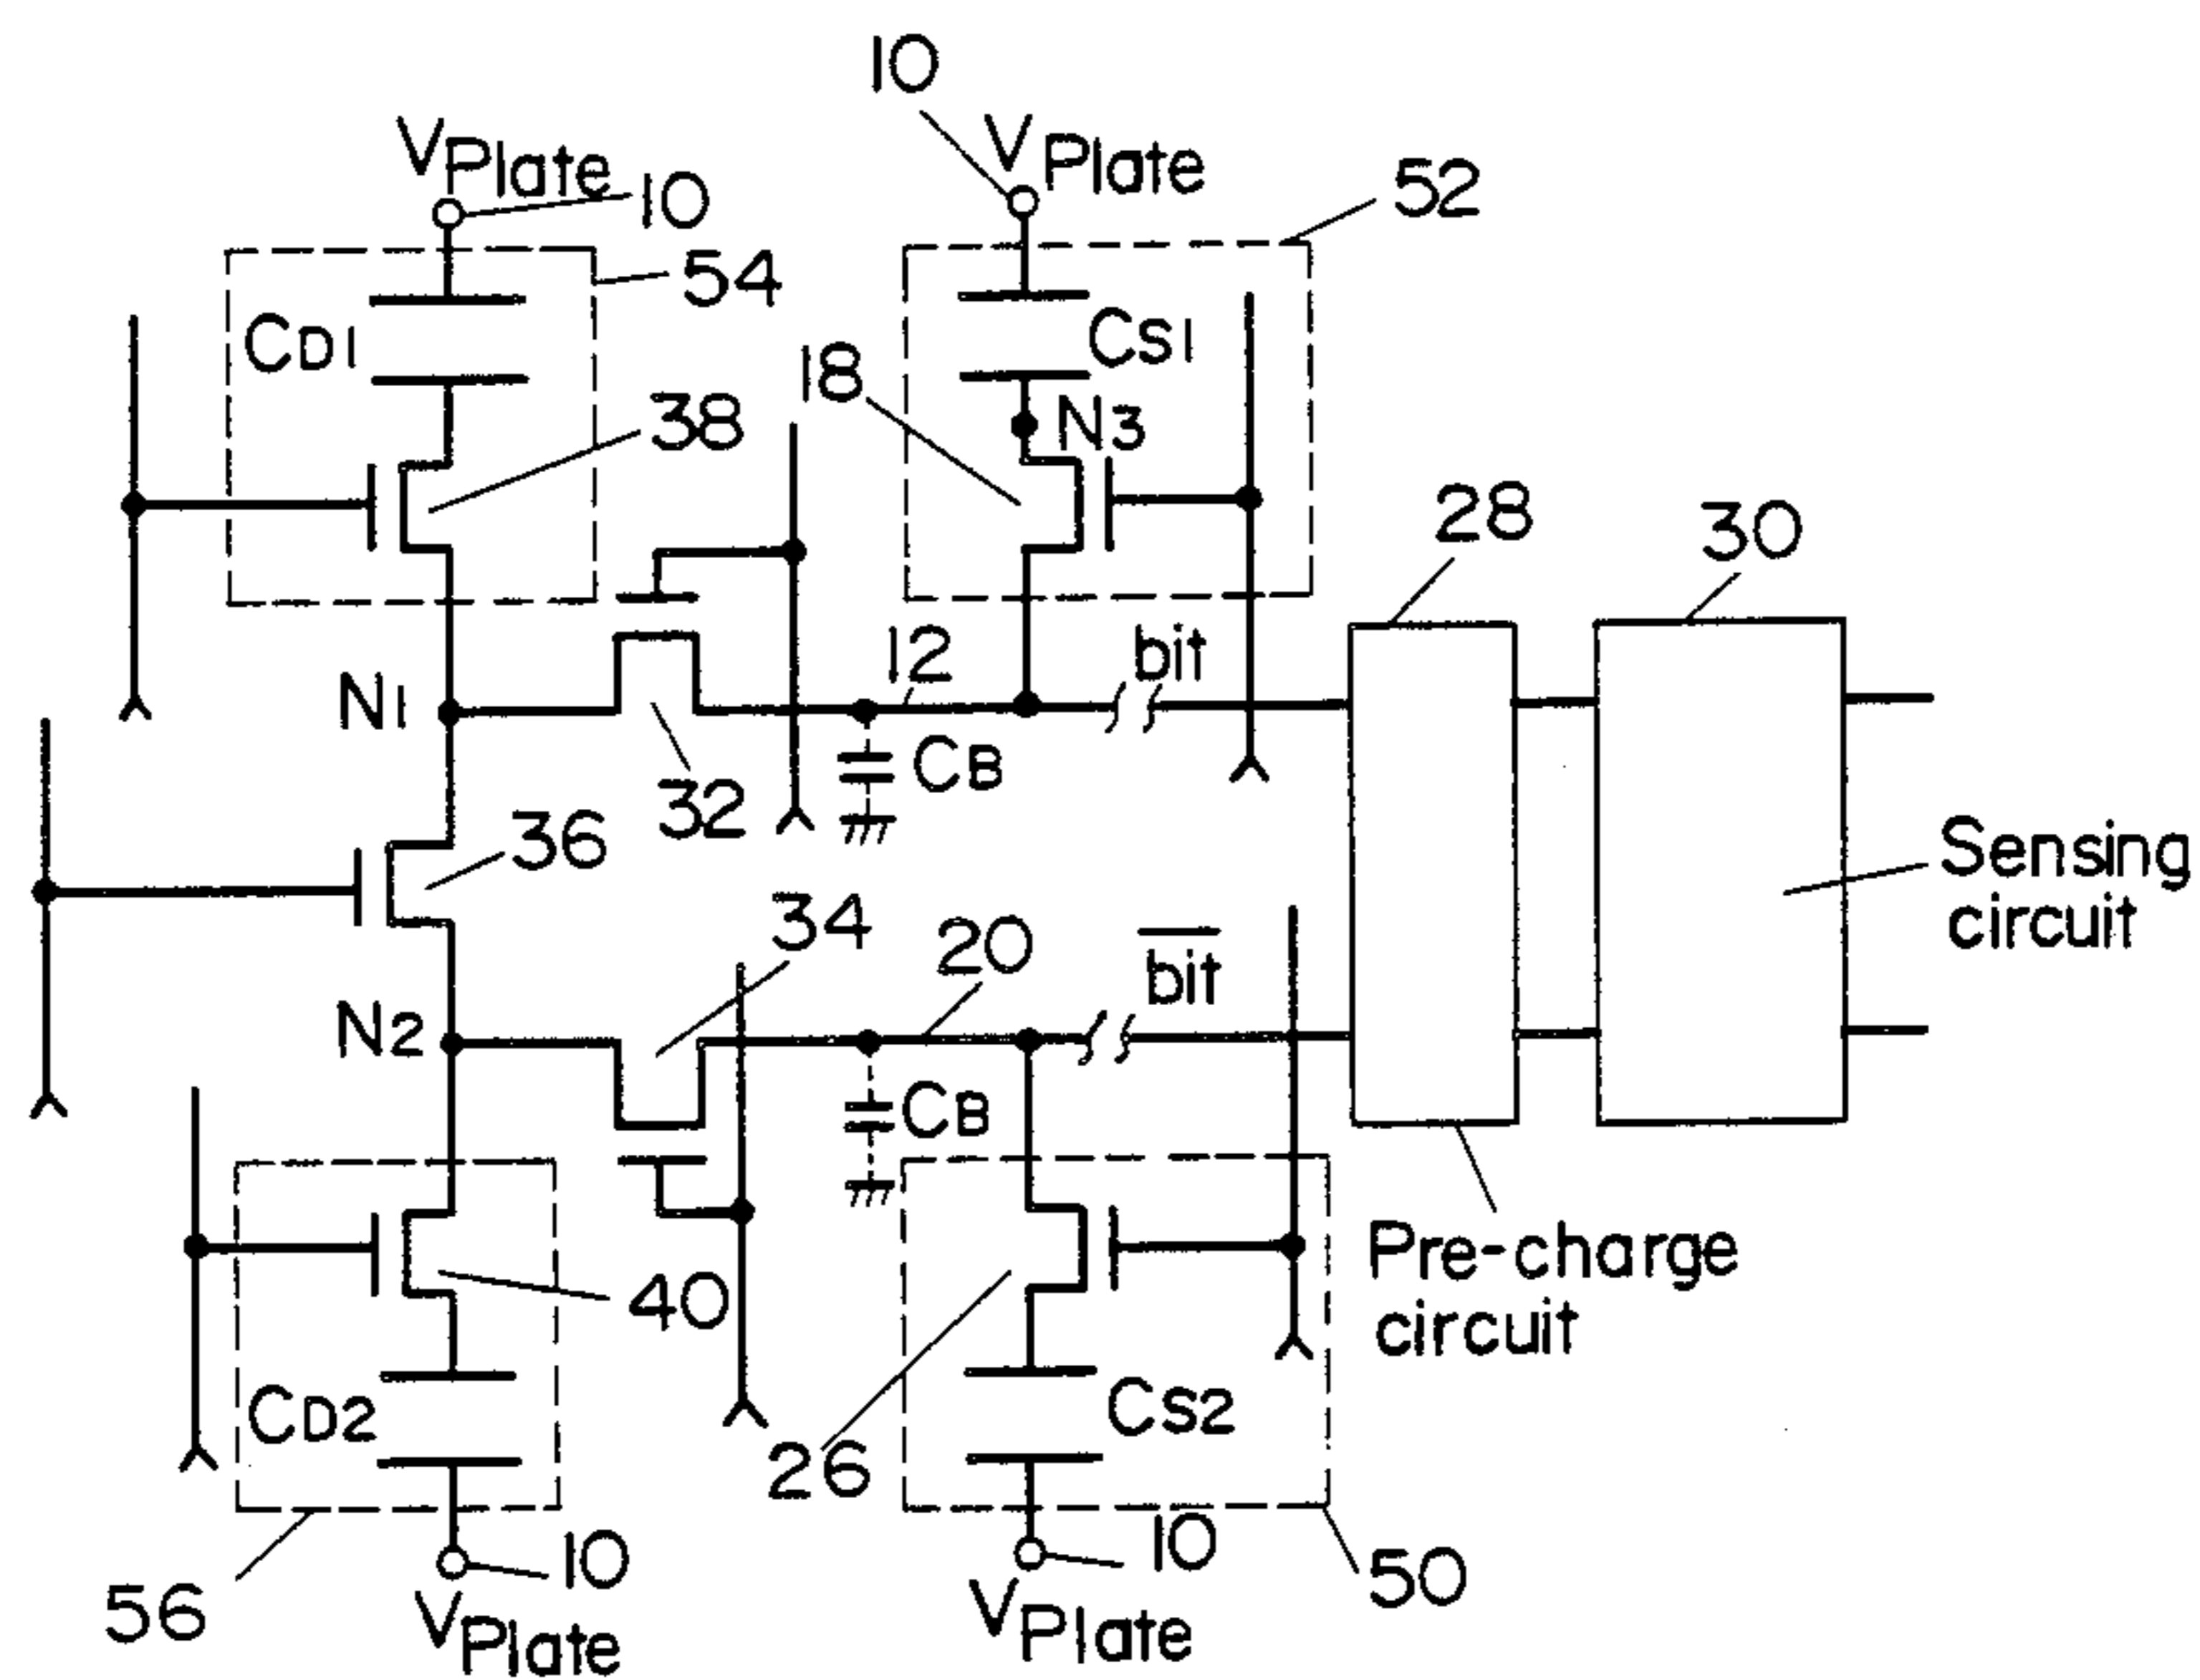 10
VPlate
VPlate
10
52
54
CD1
CS1
18
38
N3
28
30
12
bit
N1
CB
32
36
Sensing
circuit
34
20
bit
N2
CB
Pre-charge
circuit
40
CD2
CS2
26
10
10
50
56
VPlate
VPlate